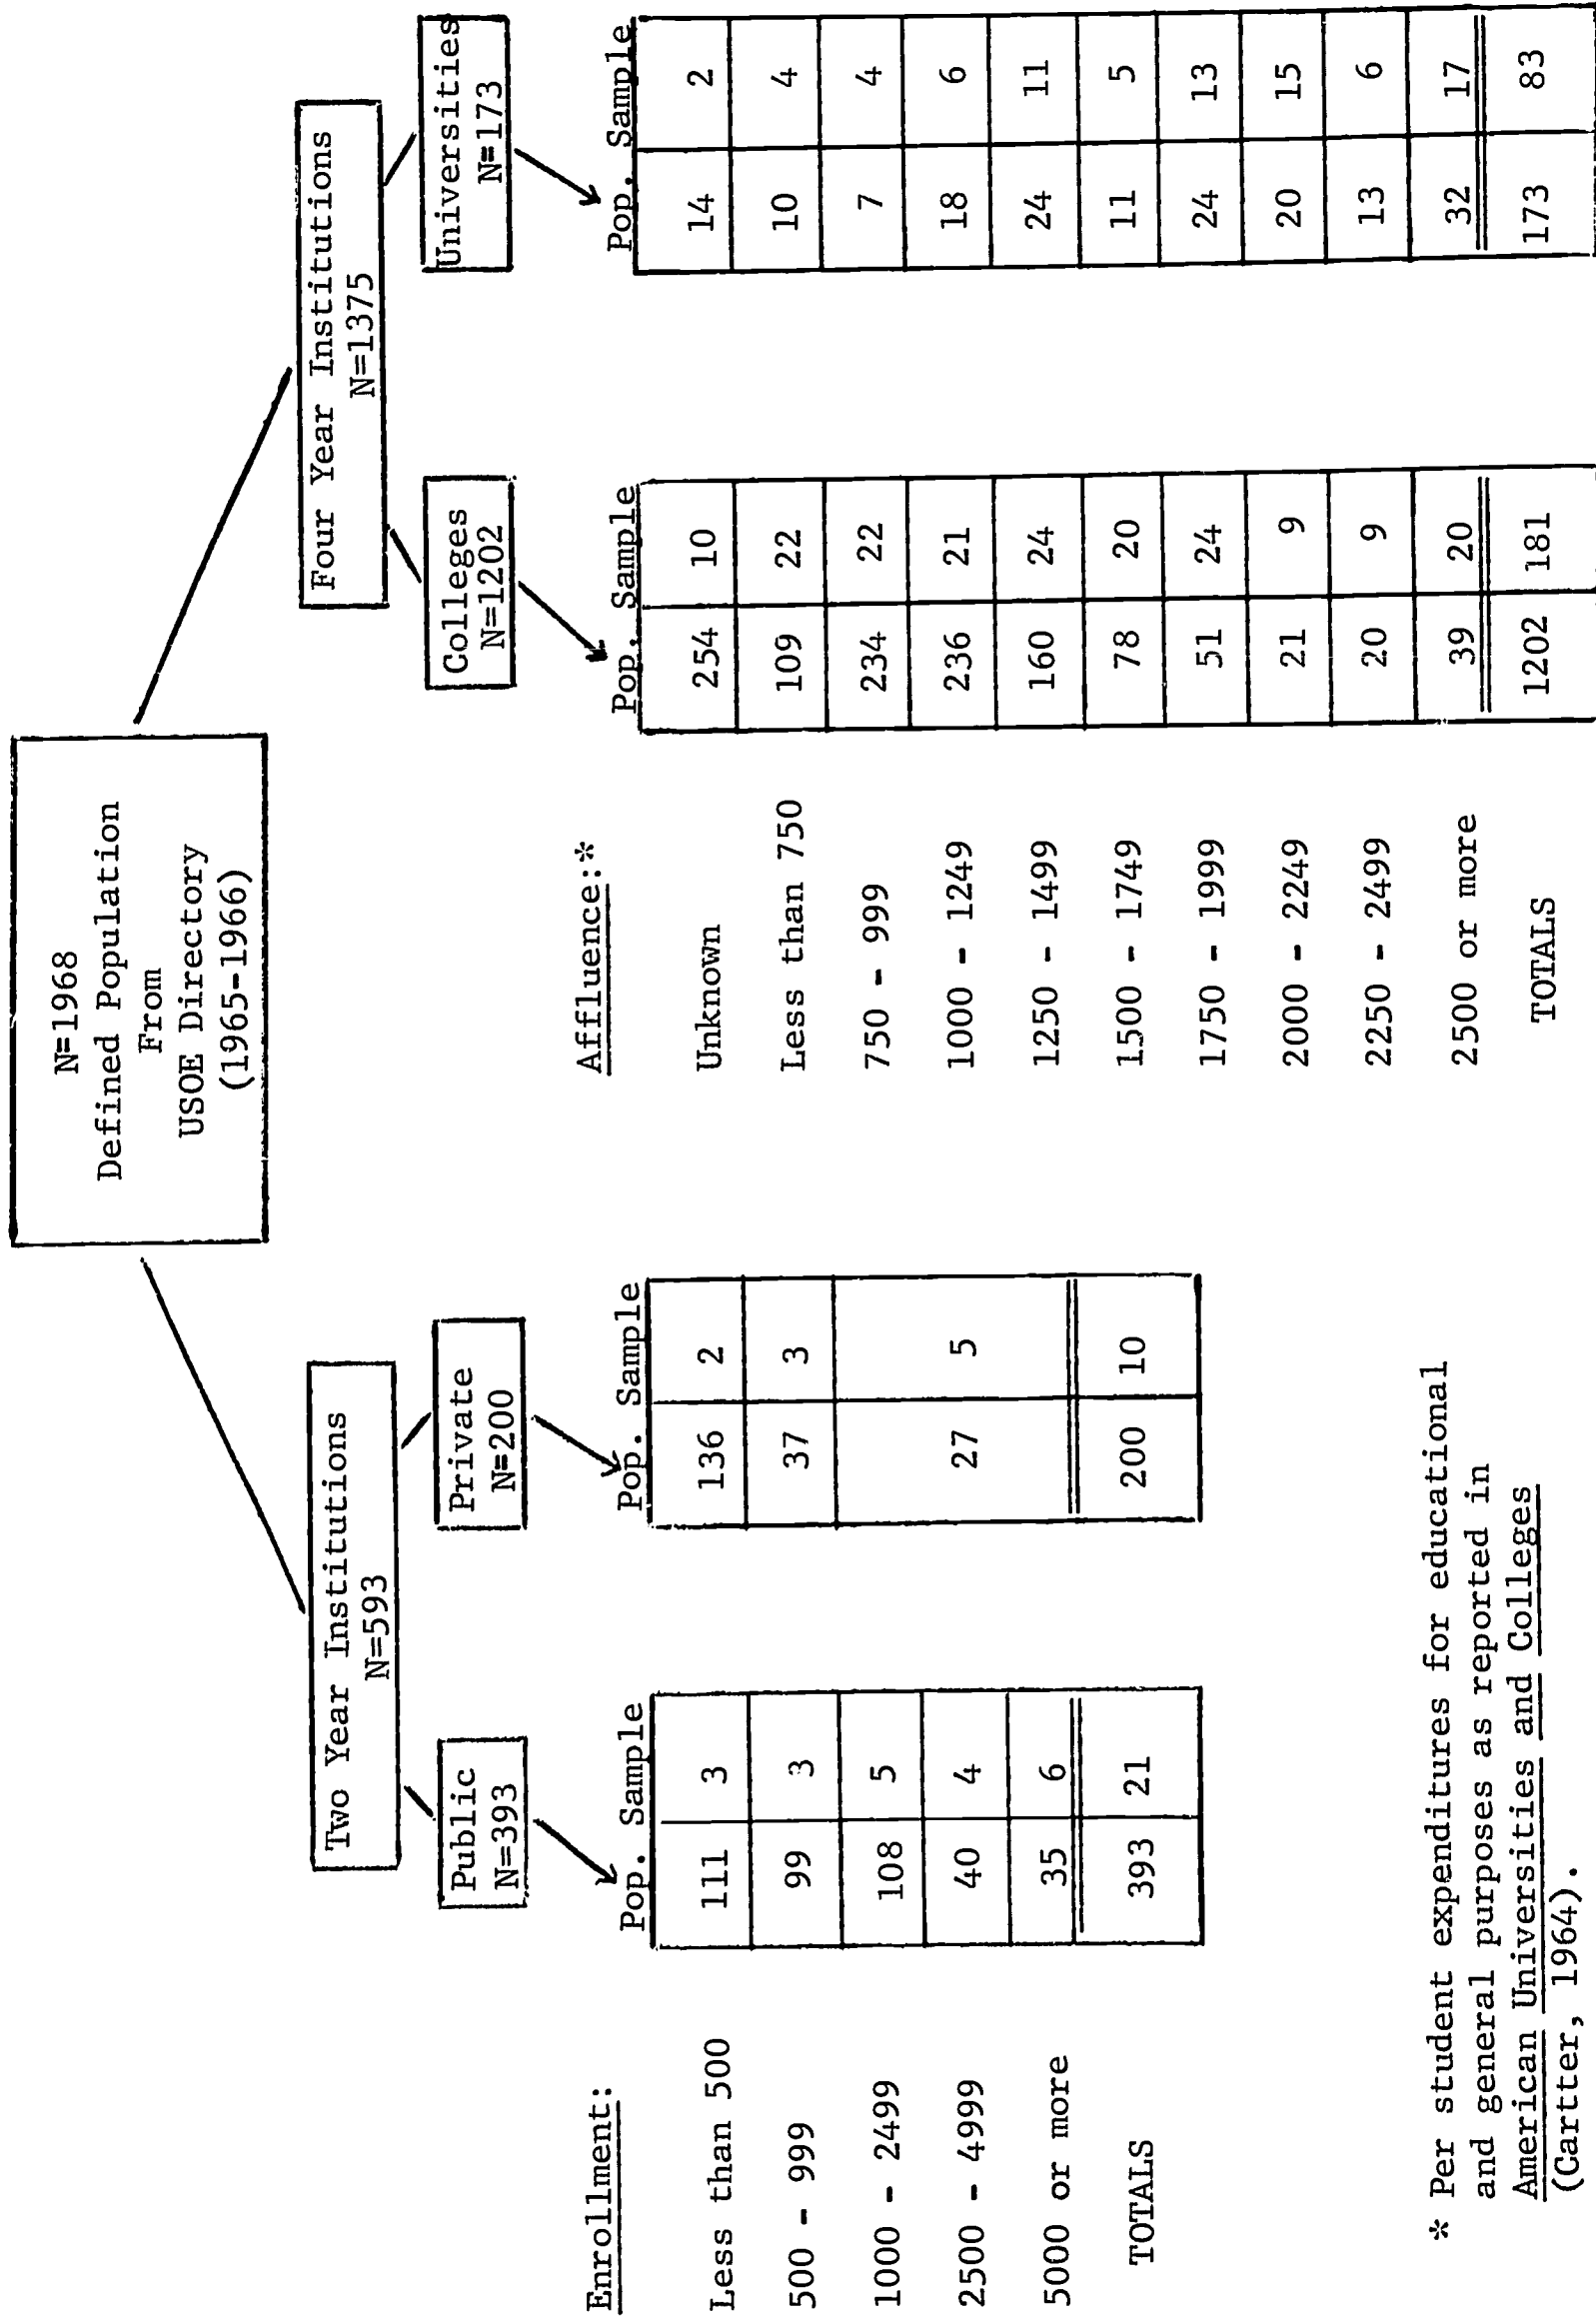 N=1968
Defined Population
From
USOE Directory
(1965-1966)
Two Year Institutions
N=593
Four Year Institutions
N=1375
Public
N=393
Private
N=200
Colleges
N=1202
Universities
N=173
Enrollment:
Pop. Sample Pop. Sample
Less than 500 111 3 136 2
500 - 999 99 3 37 3
1000 - 2499 108 5
2500 - 4999 40 4 27 5
5000 or more 35 6
TOTALS 393 21 200 10
Affluence:*
Pop. Sample Pop. Sample
Unknown 254 10 14 2
Less than 750 109 22 10 4
750 - 999 234 22 7 4
1000 - 1249 236 21 18 6
1250 - 1499 160 24 24 11
1500 - 1749 78 20 11 5
1750 - 1999 51 24 24 13
2000 - 2249 21 9 20 15
2250 - 2499 20 9 13 6
2500 or more 39 20 32 17
TOTALS 1202 181 173 83
* Per student expenditures for educational
and general purposes as reported in
American Universities and Colleges
(Cartter, 1964).